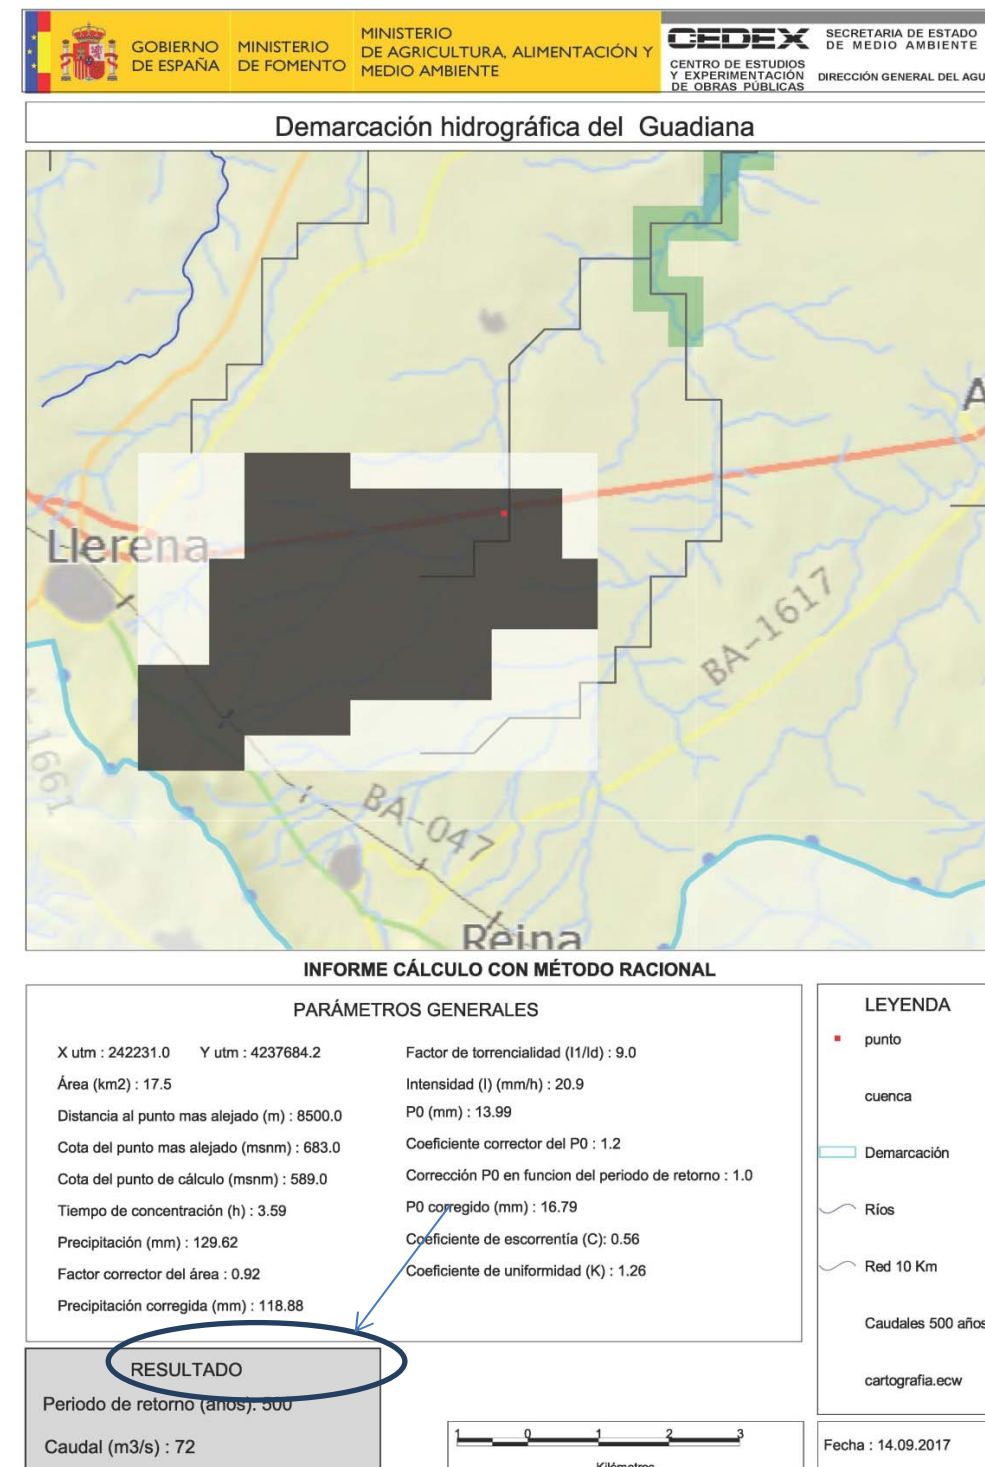 GOBIERNO
DE ESPAÑA
MINISTERIO
DE FOMENTO
MINISTERIO
DE AGRICULTURA, ALIMENTACIÓN Y
MEDIO AMBIENTE
CEDEX
CENTRO DE ESTUDIOS
Y EXPERIMENTACIÓN
DE OBRAS PÚBLICAS
SECRETARIA DE ESTADO
DE MEDIO AMBIENTE
DIRECCIÓN GENERAL DEL AGU
Demarcación hidrográfica del Guadiana
A
Llerena
BA-1617
1661
BA-047
Reina
INFORME CÁLCULO CON MÉTODO RACIONAL
PARÁMETROS GENERALES
X utm : 242231.0 Y utm : 4237684.2
Área (km2) : 17.5
Distancia al punto mas alejado (m) : 8500.0
Cota del punto mas alejado (msnm) : 683.0
Cota del punto de cálculo (msnm) : 589.0
Tiempo de concentración (h) : 3.59
Precipitación (mm) : 129.62
Factor corrector del área : 0.92
Precipitación corregida (mm) : 118.88
Factor de torrencialidad (I1/Id) : 9.0
Intensidad (I) (mm/h) : 20.9
P0 (mm) : 13.99
Coeficiente corrector del P0 : 1.2
Corrección P0 en funcion del periodo de retorno : 1.0
P0 corregido (mm) : 16.79
Coeficiente de escorrentía (C): 0.56
Coeficiente de uniformidad (K) : 1.26
LEYENDA
punto
cuenca
Demarcación
Ríos
Red 10 Km
Caudales 500 años
cartografia.ecw
RESULTADO
Periodo de retorno (años): 500
Caudal (m3/s) : 72
1 0 1 2 3
Kilómetros
Fecha : 14.09.2017